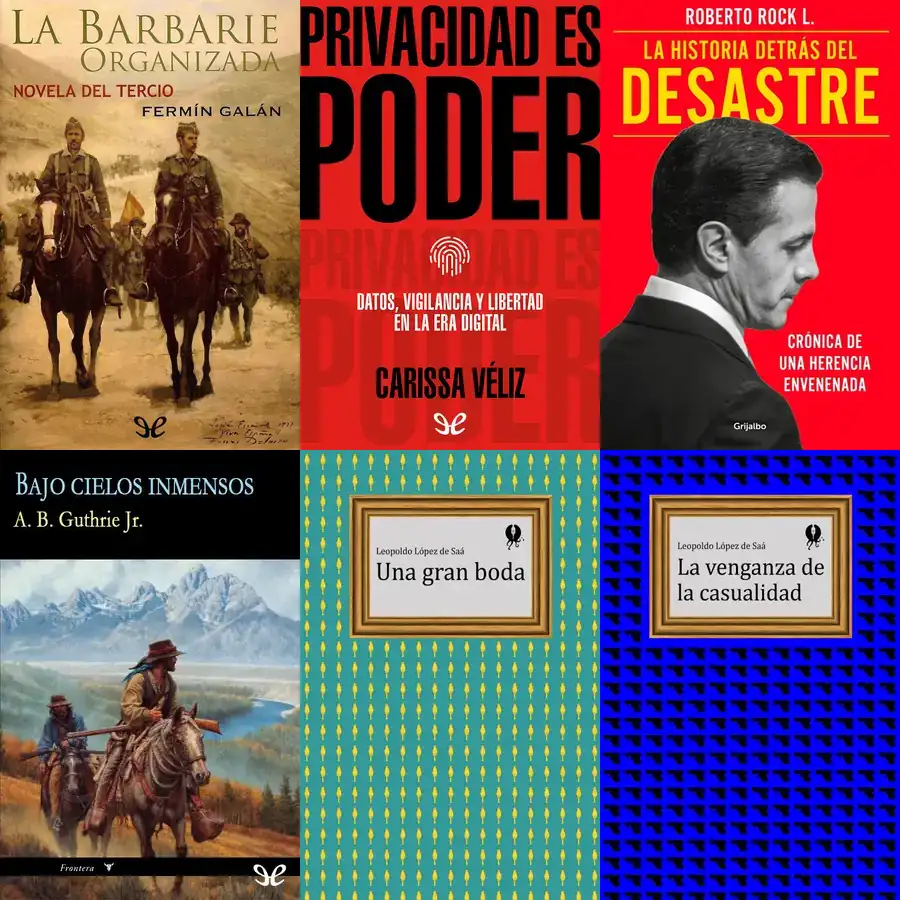 LA BARBARIE
ORGANIZADA
NOVELA DEL TERCIO
FERMÍN GALÁN
PRIVACIDAD ES
PODER
PRIVACIDAD ES
PODER
DATOS, VIGILANCIA Y LIBERTAD
EN LA ERA DIGITAL
CARISSA VÉLIZ
ROBERTO ROCK L.
LA HISTORIA DETRÁS DEL
DESASTRE
CRÓNICA DE
UNA HERENCIA
ENVENENADA
Grijalbo
BAJO CIELOS INMENSOS
A. B. Guthrie Jr.
Frontera
Leopoldo López de Saá
Una gran boda
Leopoldo López de Saá
La venganza de
la casualidad